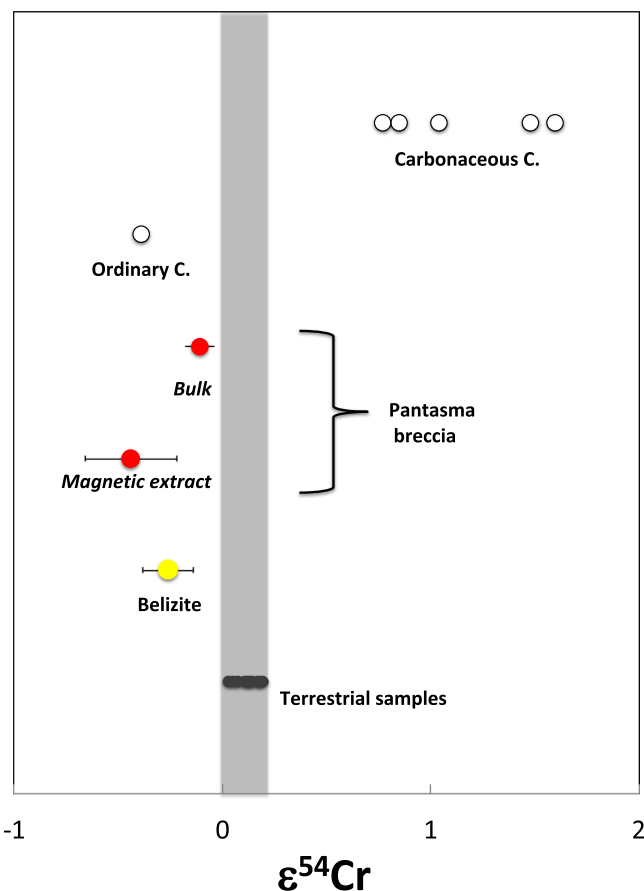 Carbonaceous C.
Ordinary C.
Bulk
Pantasma
breccia
Magnetic extract
Belizite
Terrestrial samples
-1 0 1 2
ε⁵⁴Cr